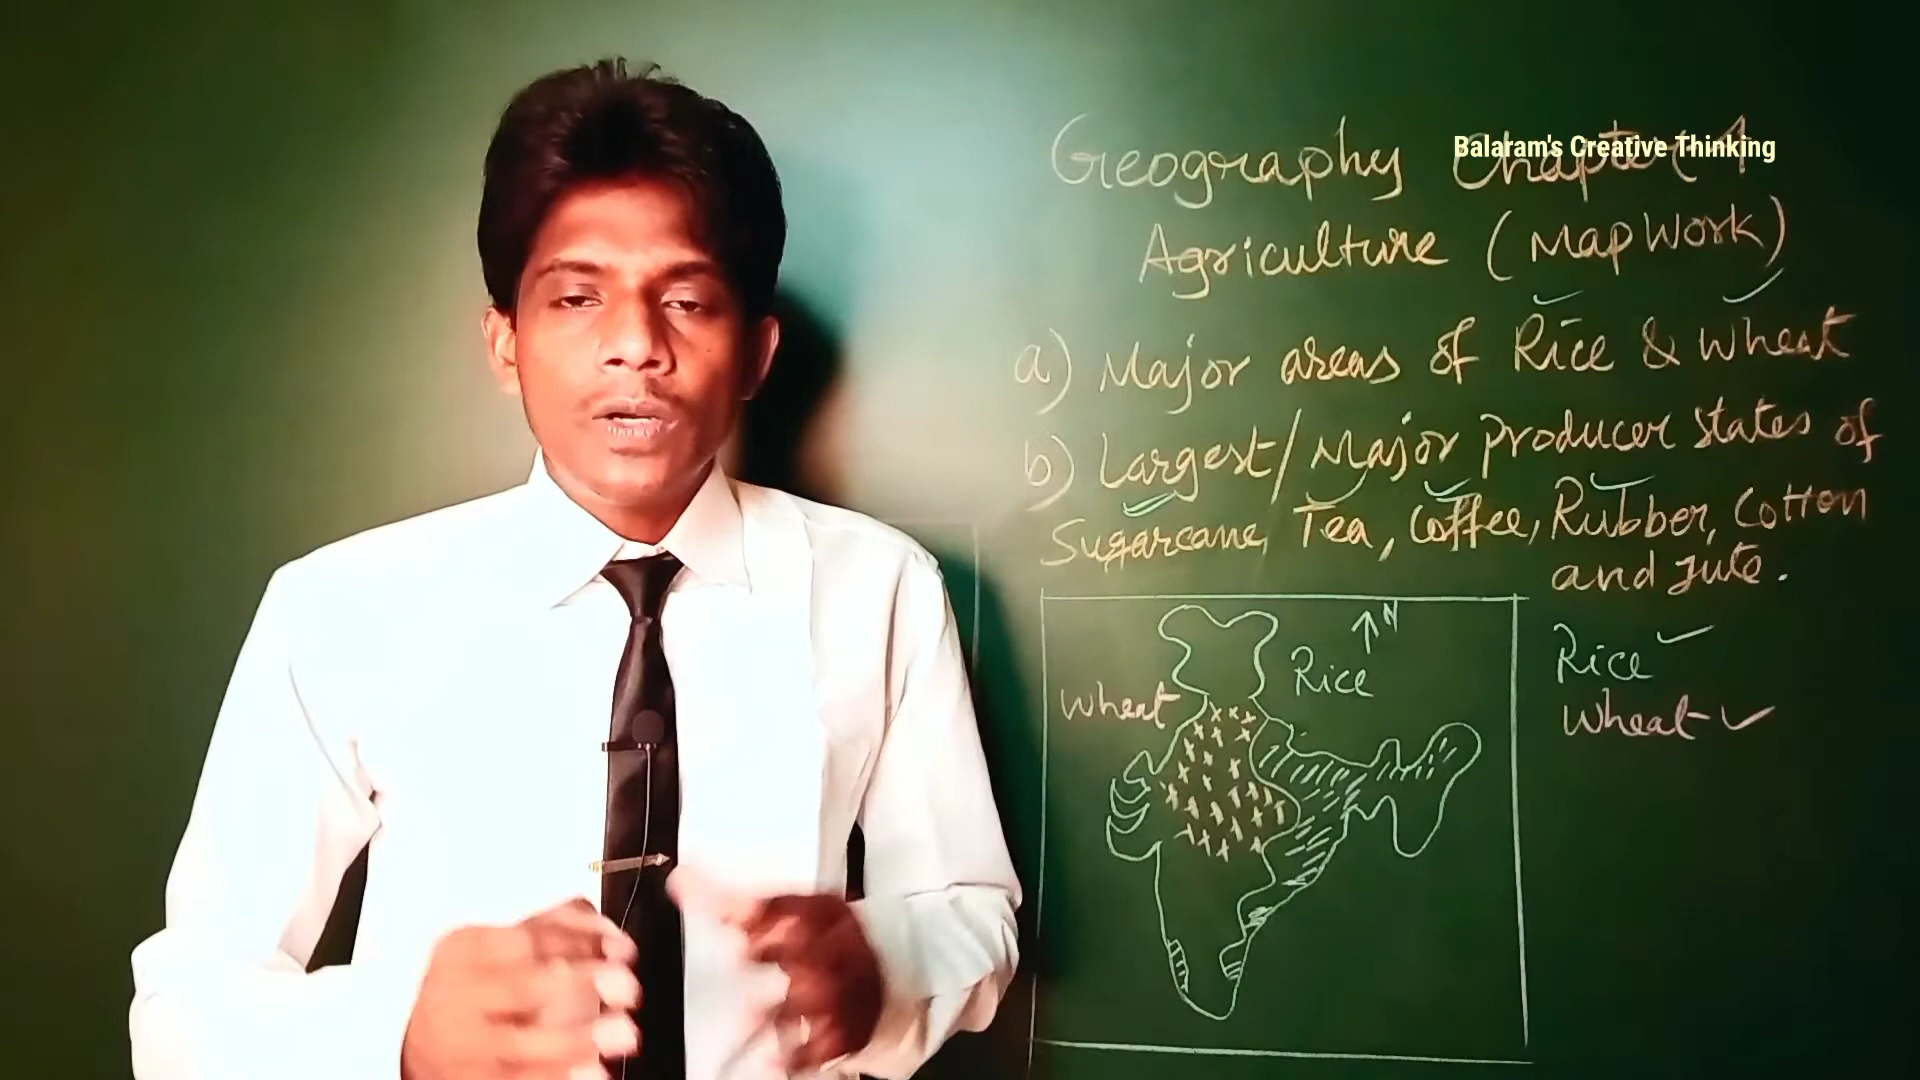 Balaram's Creative Thinking
Geography Chapter 4
Agriculture (Map Work)
a) Major areas of Rice & Wheat
b) Largest/Major producer states of
Sugarcane, Tea, Coffee, Rubber, Cotton
and Jute.
N
Rice
Wheat
Rice
Wheat